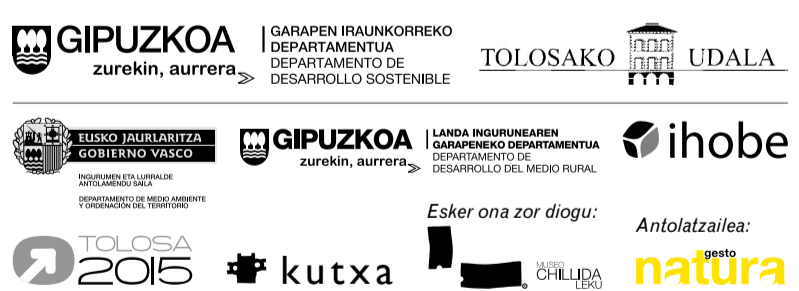 GIPUZKOA
zurekin, aurrera
GARAPEN IRAUNKORREKO
DEPARTAMENTUA
DEPARTAMENTO DE
DESARROLLO SOSTENIBLE
TOLOSAKO UDALA
EUSKO JAURLARITZA
GOBIERNO VASCO
INGURUMEN ETA LURRALDE
ANTOLAMENDU SAILA
DEPARTAMENTO DE MEDIO AMBIENTE
Y ORDENACIÓN DEL TERRITORIO
GIPUZKOA
zurekin, aurrera
LANDA INGURUNEAREN
GARAPENEKO DEPARTAMENTUA
DEPARTAMENTO DE
DESARROLLO DEL MEDIO RURAL
ihobe
TOLOSA
2015
kutxa
Esker ona zor diogu:
MUSEO
CHILLIDA
LEKU
Antolatzailea:
gesto
natura